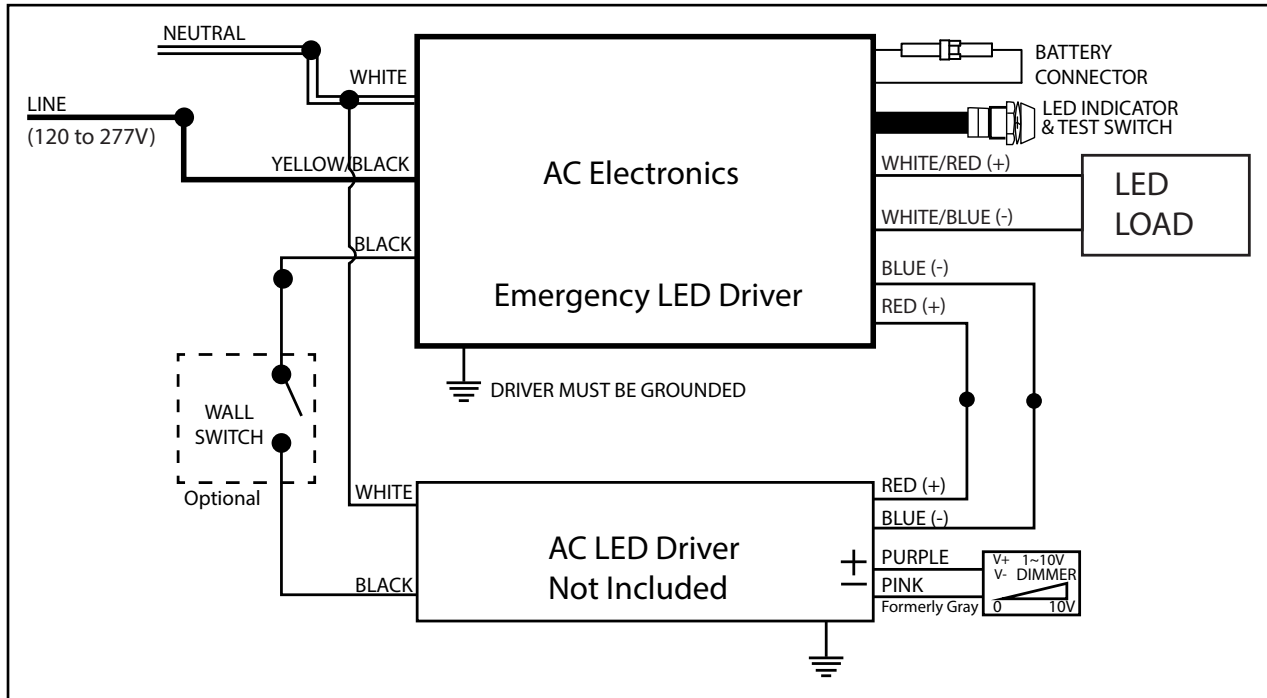 NEUTRAL
WHITE
LINE
(120 to 277V)
YELLOW/BLACK
BLACK
AC Electronics
Emergency LED Driver
BATTERY
CONNECTOR
LED INDICATOR
& TEST SWITCH
WHITE/RED (+)
WHITE/BLUE (-)
LED
LOAD
BLUE (-)
RED (+)
DRIVER MUST BE GROUNDED
WALL
SWITCH
Optional
WHITE
BLACK
AC LED Driver
Not Included
RED (+)
BLUE (-)
+ PURPLE
— PINK
Formerly Gray
V+ 1~10V
V- DIMMER
0 10V